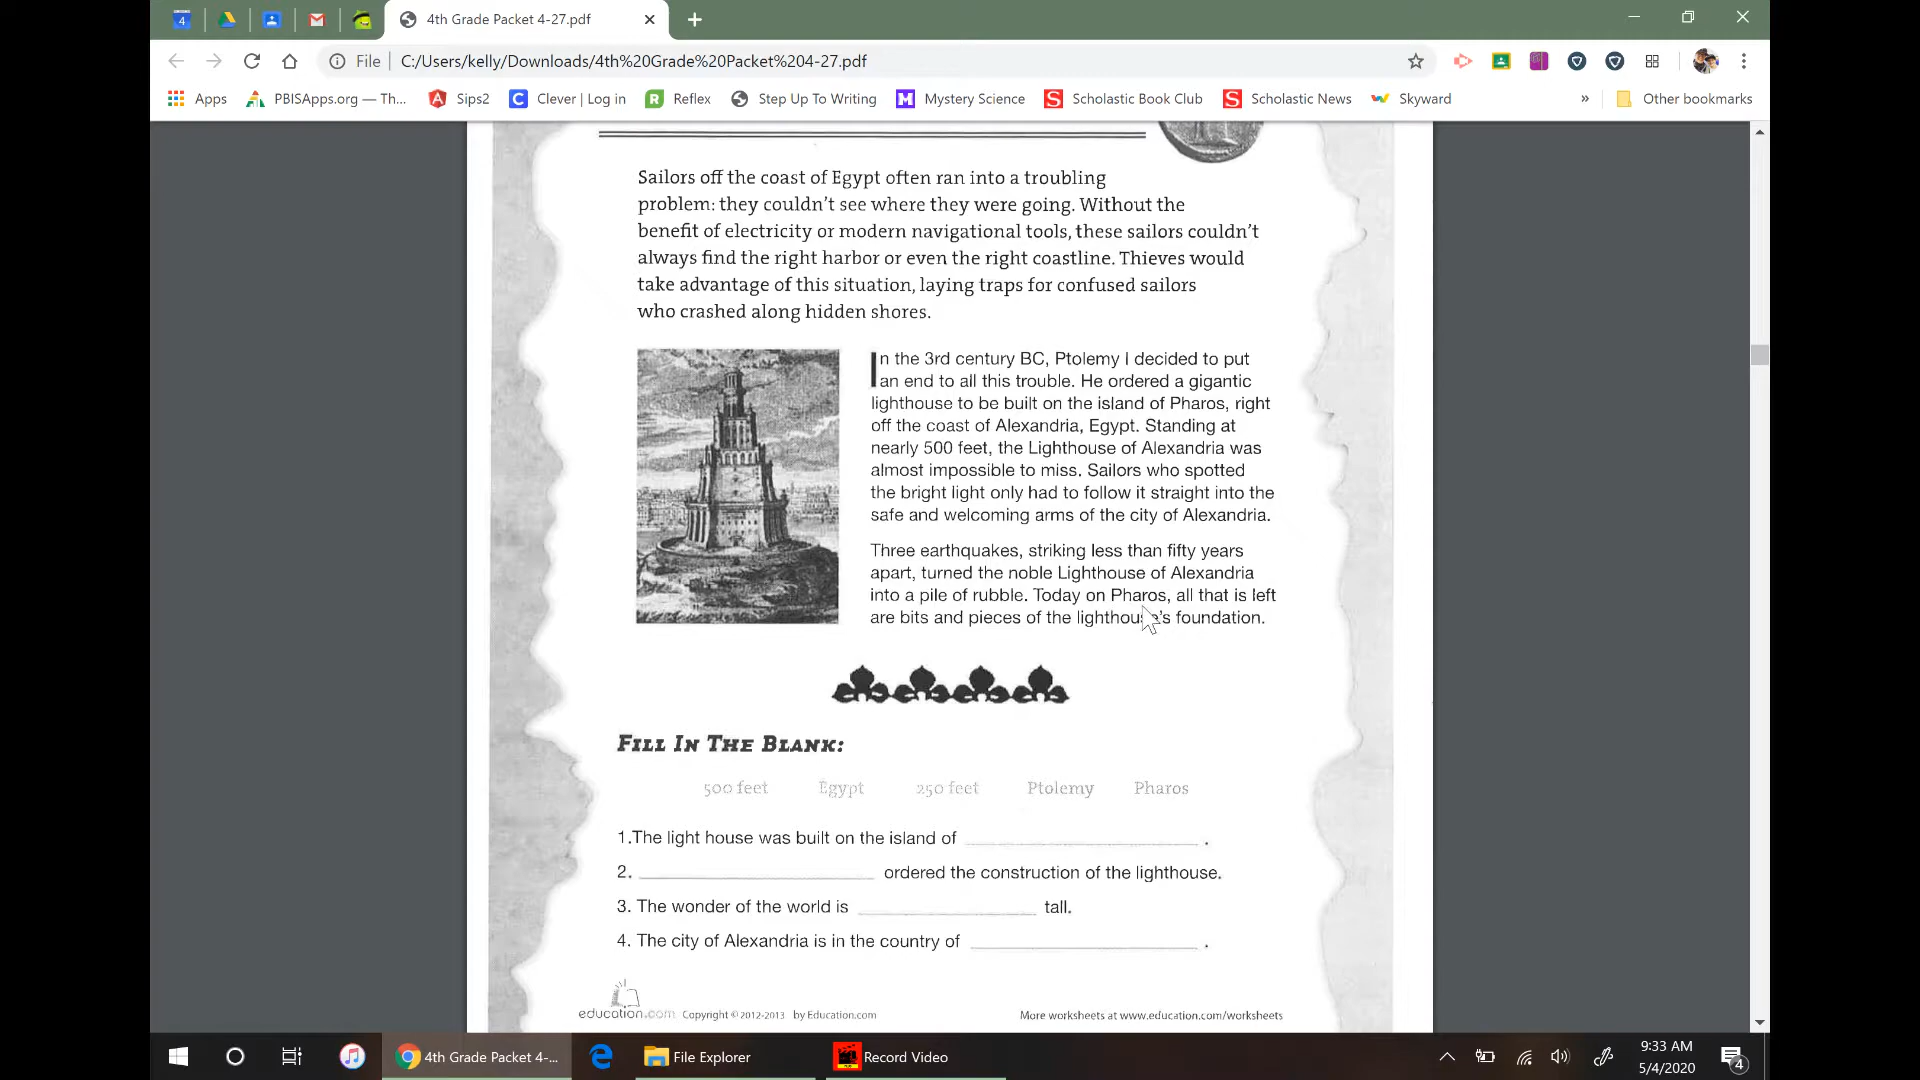 4
4th Grade Packet 4-27.pdf
File C:/Users/kelly/Downloads/4th%20Grade%20Packet%204-27.pdf
Apps PBISApps.org — Th... Sips2 Clever | Log in Reflex Step Up To Writing Mystery Science Scholastic Book Club Scholastic News Skyward » Other bookmarks
Sailors off the coast of Egypt often ran into a troubling
problem: they couldn't see where they were going. Without the
benefit of electricity or modern navigational tools, these sailors couldn't
always find the right harbor or even the right coastline. Thieves would
take advantage of this situation, laying traps for confused sailors
who crashed along hidden shores.
In the 3rd century BC, Ptolemy I decided to put
an end to all this trouble. He ordered a gigantic
lighthouse to be built on the island of Pharos, right
off the coast of Alexandria, Egypt. Standing at
nearly 500 feet, the Lighthouse of Alexandria was
almost impossible to miss. Sailors who spotted
the bright light only had to follow it straight into the
safe and welcoming arms of the city of Alexandria.
Three earthquakes, striking less than fifty years
apart, turned the noble Lighthouse of Alexandria
into a pile of rubble. Today on Pharos, all that is left
are bits and pieces of the lighthouse's foundation.
Fill In The Blank:
500 feet Egypt 250 feet Ptolemy Pharos
1.The light house was built on the island of ____________ .
2. ____________ ordered the construction of the lighthouse.
3. The wonder of the world is ____________ tall.
4. The city of Alexandria is in the country of ____________ .
education.com Copyright © 2012-2013 by Education.com More worksheets at www.education.com/worksheets
4th Grade Packet 4-... File Explorer Record Video 9:33 AM
5/4/2020 4